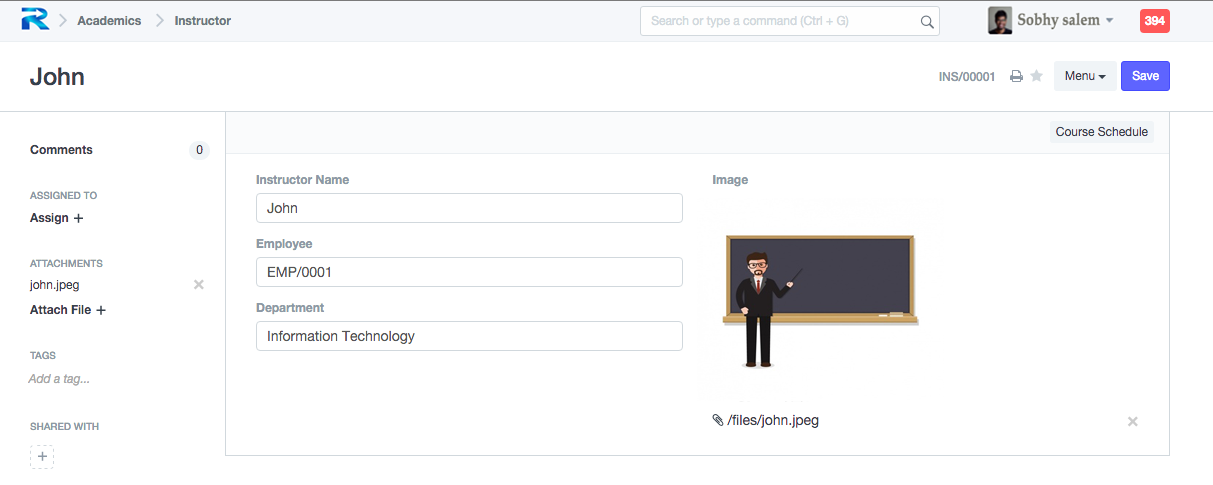 Academics
Instructor
Search or type a command (Ctrl + G)
Sobhy salem
394
John
INS/00001
Menu
Save
Comments
0
ASSIGNED TO
Assign +
ATTACHMENTS
john.jpeg
Attach File +
TAGS
Add a tag...
SHARED WITH
+
Course Schedule
Instructor Name
John
Employee
EMP/0001
Department
Information Technology
Image
/files/john.jpeg